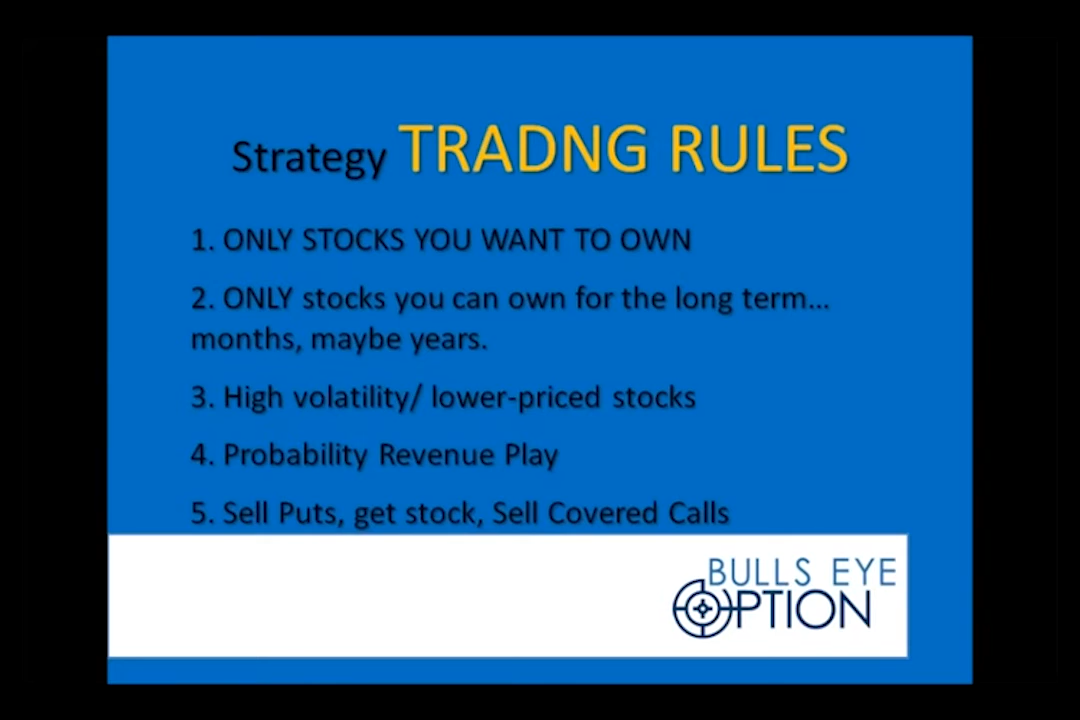 Strategy TRADNG RULES
1. ONLY STOCKS YOU WANT TO OWN
2. ONLY stocks you can own for the long term…
months, maybe years.
3. High volatility/ lower-priced stocks
4. Probability Revenue Play
5. Sell Puts, get stock, Sell Covered Calls
BULLS EYE
OPTION